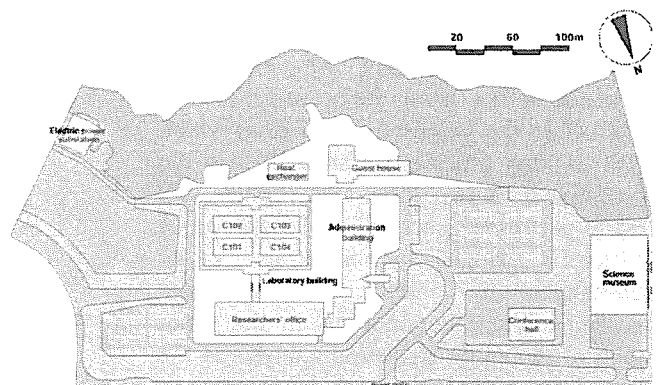 20 60 100m
N
Electric power
substation
Heat
exchanger
Guest house
C102 C103
C101 C104
Administration
building
Laboratory building
Researchers' office
Science
museum
Conference
hall